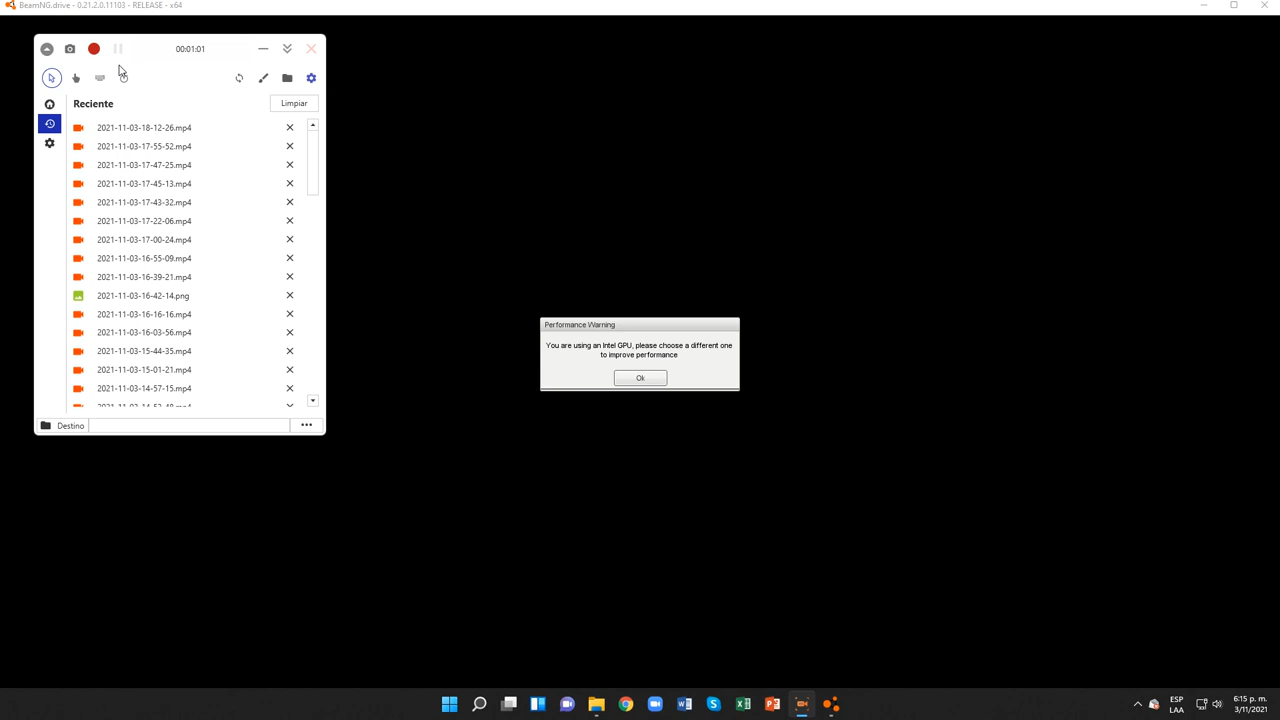 BeamNG.drive - 0.21.2.0.11103 - RELEASE - x64
00:01:01
Reciente
Limpiar
2021-11-03-18-12-26.mp4
2021-11-03-17-55-52.mp4
2021-11-03-17-47-25.mp4
2021-11-03-17-45-13.mp4
2021-11-03-17-43-32.mp4
2021-11-03-17-22-06.mp4
2021-11-03-17-00-24.mp4
2021-11-03-16-55-09.mp4
2021-11-03-16-39-21.mp4
2021-11-03-16-42-14.png
2021-11-03-16-16-16.mp4
2021-11-03-16-03-56.mp4
2021-11-03-15-44-35.mp4
2021-11-03-15-01-21.mp4
2021-11-03-14-57-15.mp4
Destino
Performance Warning
You are using an Intel GPU, please choose a different one
to improve performance
Ok
ESP
LAA
6:15 p. m.
3/11/2021